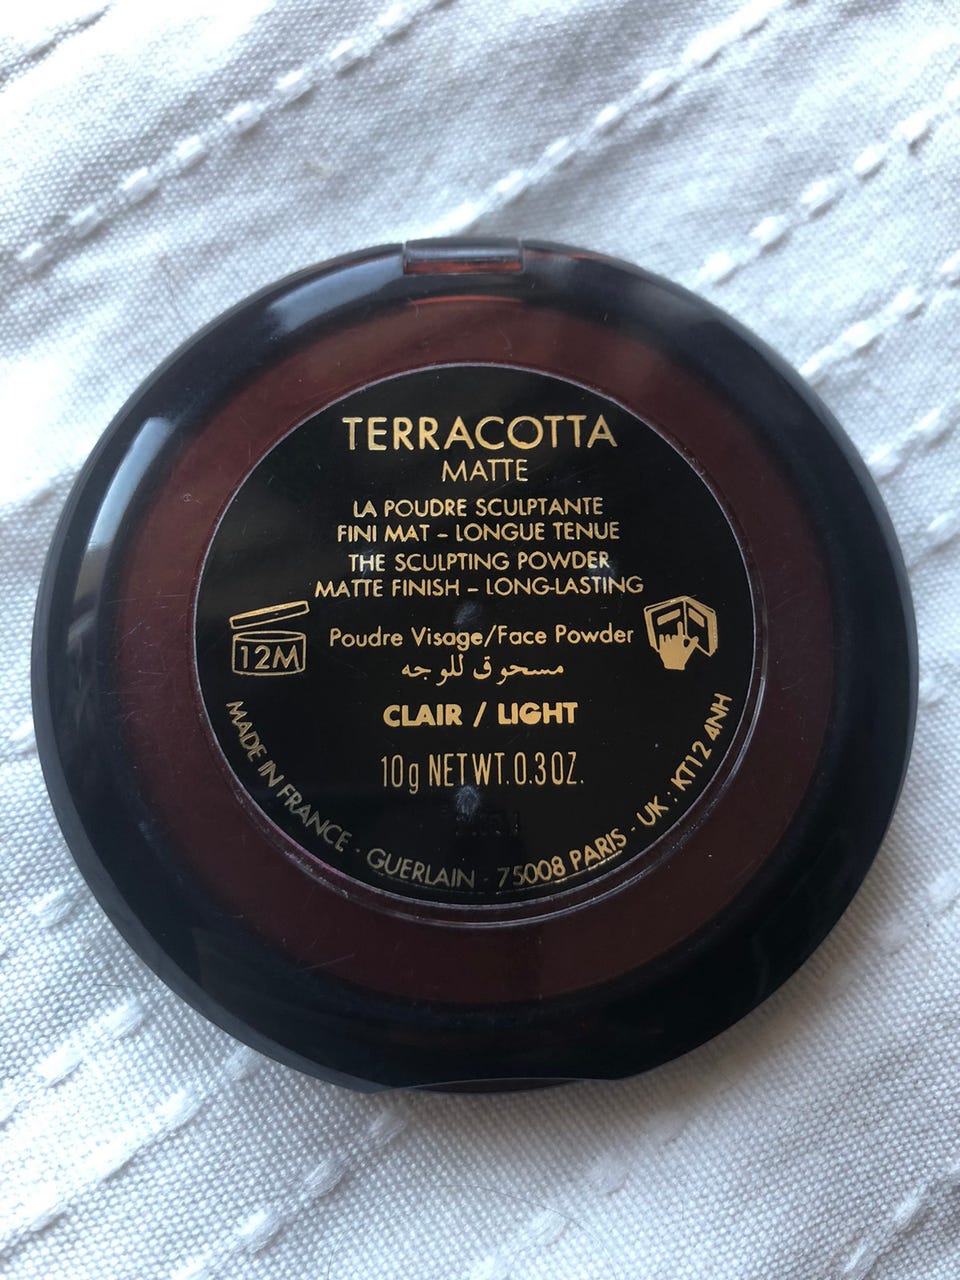 TERRACOTTA
MATTE
LA POUDRE SCULPTANTE
FINI MAT – LONGUE TENUE
THE SCULPTING POWDER
MATTE FINISH – LONG-LASTING
12M
Poudre Visage/Face Powder
مسحوق للوجه
CLAIR / LIGHT
10g NET WT. 0.3 OZ.
MADE IN FRANCE · GUERLAIN · 75008 PARIS · UK : KT12 4NH